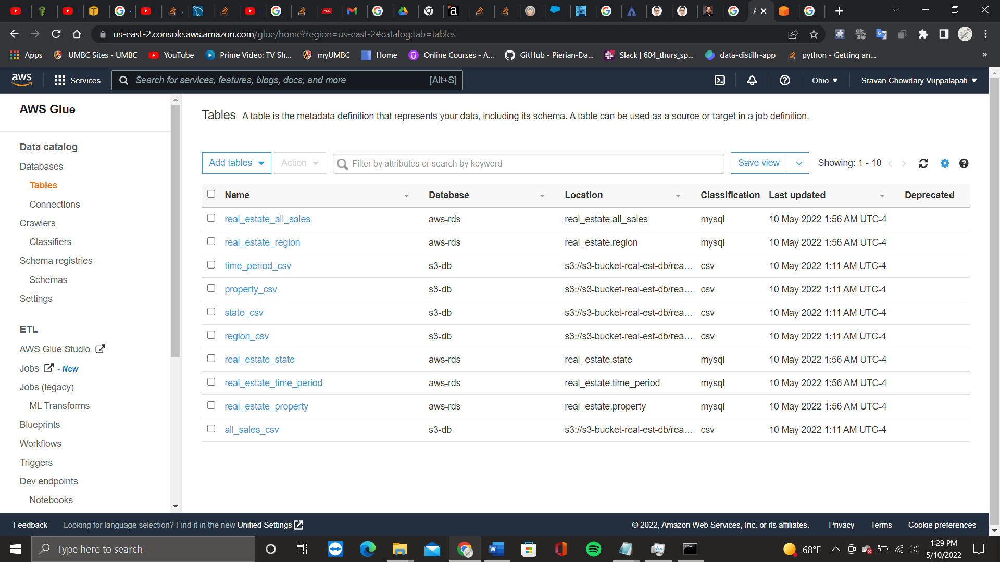 us-east-2.console.aws.amazon.com/glue/home?region=us-east-2#catalog:tab=tables
Apps UMBC Sites - UMBC YouTube Prime Video: TV Sh... myUMBC Home Online Courses - A... GitHub - Pierian-Da... Slack | 604_thurs_sp... data-distillr-app python - Getting an... »
aws Services Search for services, features, blogs, docs, and more [Alt+S] Ohio Sravan Chowdary Vuppalapati
AWS Glue
Data catalog
Databases
Tables
Connections
Crawlers
Classifiers
Schema registries
Schemas
Settings
ETL
AWS Glue Studio
Jobs - New
Jobs (legacy)
ML Transforms
Blueprints
Workflows
Triggers
Dev endpoints
Notebooks
Tables A table is the metadata definition that represents your data, including its schema. A table can be used as a source or target in a job definition.
Add tables Action Filter by attributes or search by keyword Save view Showing: 1 - 10
Name Database Location Classification Last updated Deprecated
real_estate_all_sales aws-rds real_estate.all_sales mysql 10 May 2022 1:56 AM UTC-4
real_estate_region aws-rds real_estate.region mysql 10 May 2022 1:56 AM UTC-4
time_period_csv s3-db s3://s3-bucket-real-est-db/rea... csv 10 May 2022 1:11 AM UTC-4
property_csv s3-db s3://s3-bucket-real-est-db/rea... csv 10 May 2022 1:11 AM UTC-4
state_csv s3-db s3://s3-bucket-real-est-db/rea... csv 10 May 2022 1:11 AM UTC-4
region_csv s3-db s3://s3-bucket-real-est-db/rea... csv 10 May 2022 1:11 AM UTC-4
real_estate_state aws-rds real_estate.state mysql 10 May 2022 1:56 AM UTC-4
real_estate_time_period aws-rds real_estate.time_period mysql 10 May 2022 1:56 AM UTC-4
real_estate_property aws-rds real_estate.property mysql 10 May 2022 1:56 AM UTC-4
all_sales_csv s3-db s3://s3-bucket-real-est-db/rea... csv 10 May 2022 1:11 AM UTC-4
Feedback Looking for language selection? Find it in the new Unified Settings © 2022, Amazon Web Services, Inc. or its affiliates. Privacy Terms Cookie preferences
Type here to search 68°F 1:29 PM
5/10/2022